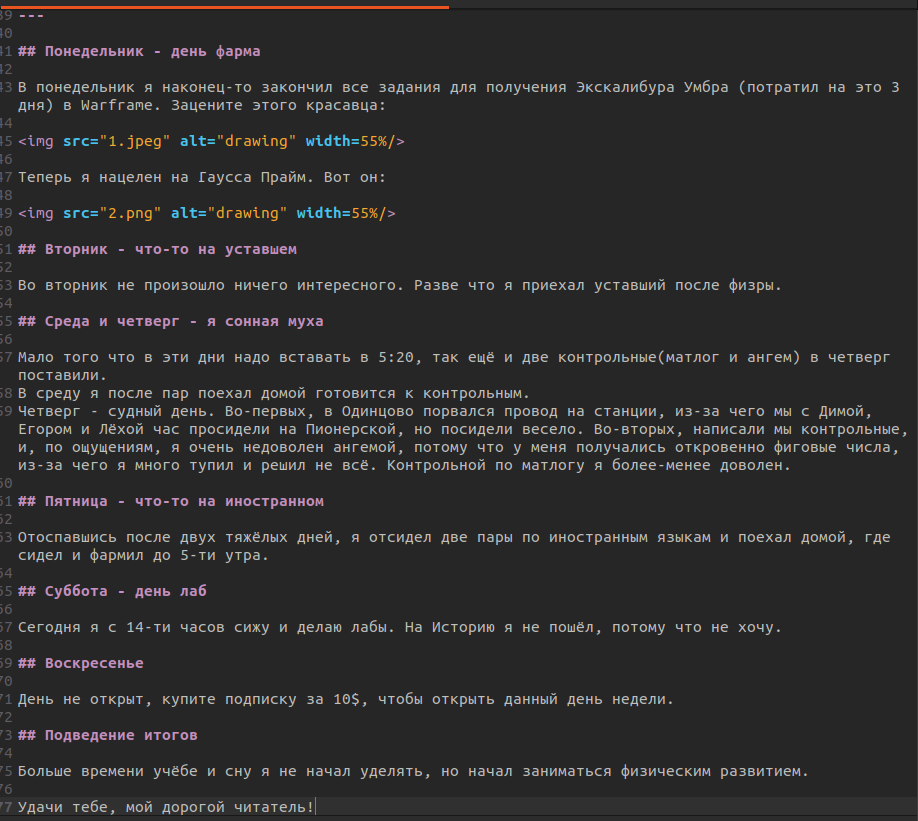 39 ---
40
41 ## Понедельник - день фарма
42
43 В понедельник я наконец-то закончил все задания для получения Экскалибура Умбра (потратил на это 3
дня) в Warframe. Зацените этого красавца:
44
45 <img src="1.jpeg" alt="drawing" width=55%/>
46
47 Теперь я нацелен на Гаусса Прайм. Вот он:
48
49 <img src="2.png" alt="drawing" width=55%/>
50
51 ## Вторник - что-то на уставшем
52
53 Во вторник не произошло ничего интересного. Разве что я приехал уставший после физры.
54
55 ## Среда и четверг - я сонная муха
56
57 Мало того что в эти дни надо вставать в 5:20, так ещё и две контрольные(матлог и ангем) в четверг
поставили.
58 В среду я после пар поехал домой готовится к контрольным.
59 Четверг - судный день. Во-первых, в Одинцово порвался провод на станции, из-за чего мы с Димой,
Егором и Лёхой час просидели на Пионерской, но посидели весело. Во-вторых, написали мы контрольные,
и, по ощущениям, я очень недоволен ангемой, потому что у меня получались откровенно фиговые числа,
из-за чего я много тупил и решил не всё. Контрольной по матлогу я более-менее доволен.
60
61 ## Пятница - что-то на иностранном
62
63 Отоспавшись после двух тяжёлых дней, я отсидел две пары по иностранным языкам и поехал домой, где
сидел и фармил до 5-ти утра.
64
65 ## Суббота - день лаб
66
67 Сегодня я с 14-ти часов сижу и делаю лабы. На Историю я не пошёл, потому что не хочу.
68
69 ## Воскресенье
70
71 День не открыт, купите подписку за 10$, чтобы открыть данный день недели.
72
73 ## Подведение итогов
74
75 Больше времени учёбе и сну я не начал уделять, но начал заниматься физическим развитием.
76
77 Удачи тебе, мой дорогой читатель!